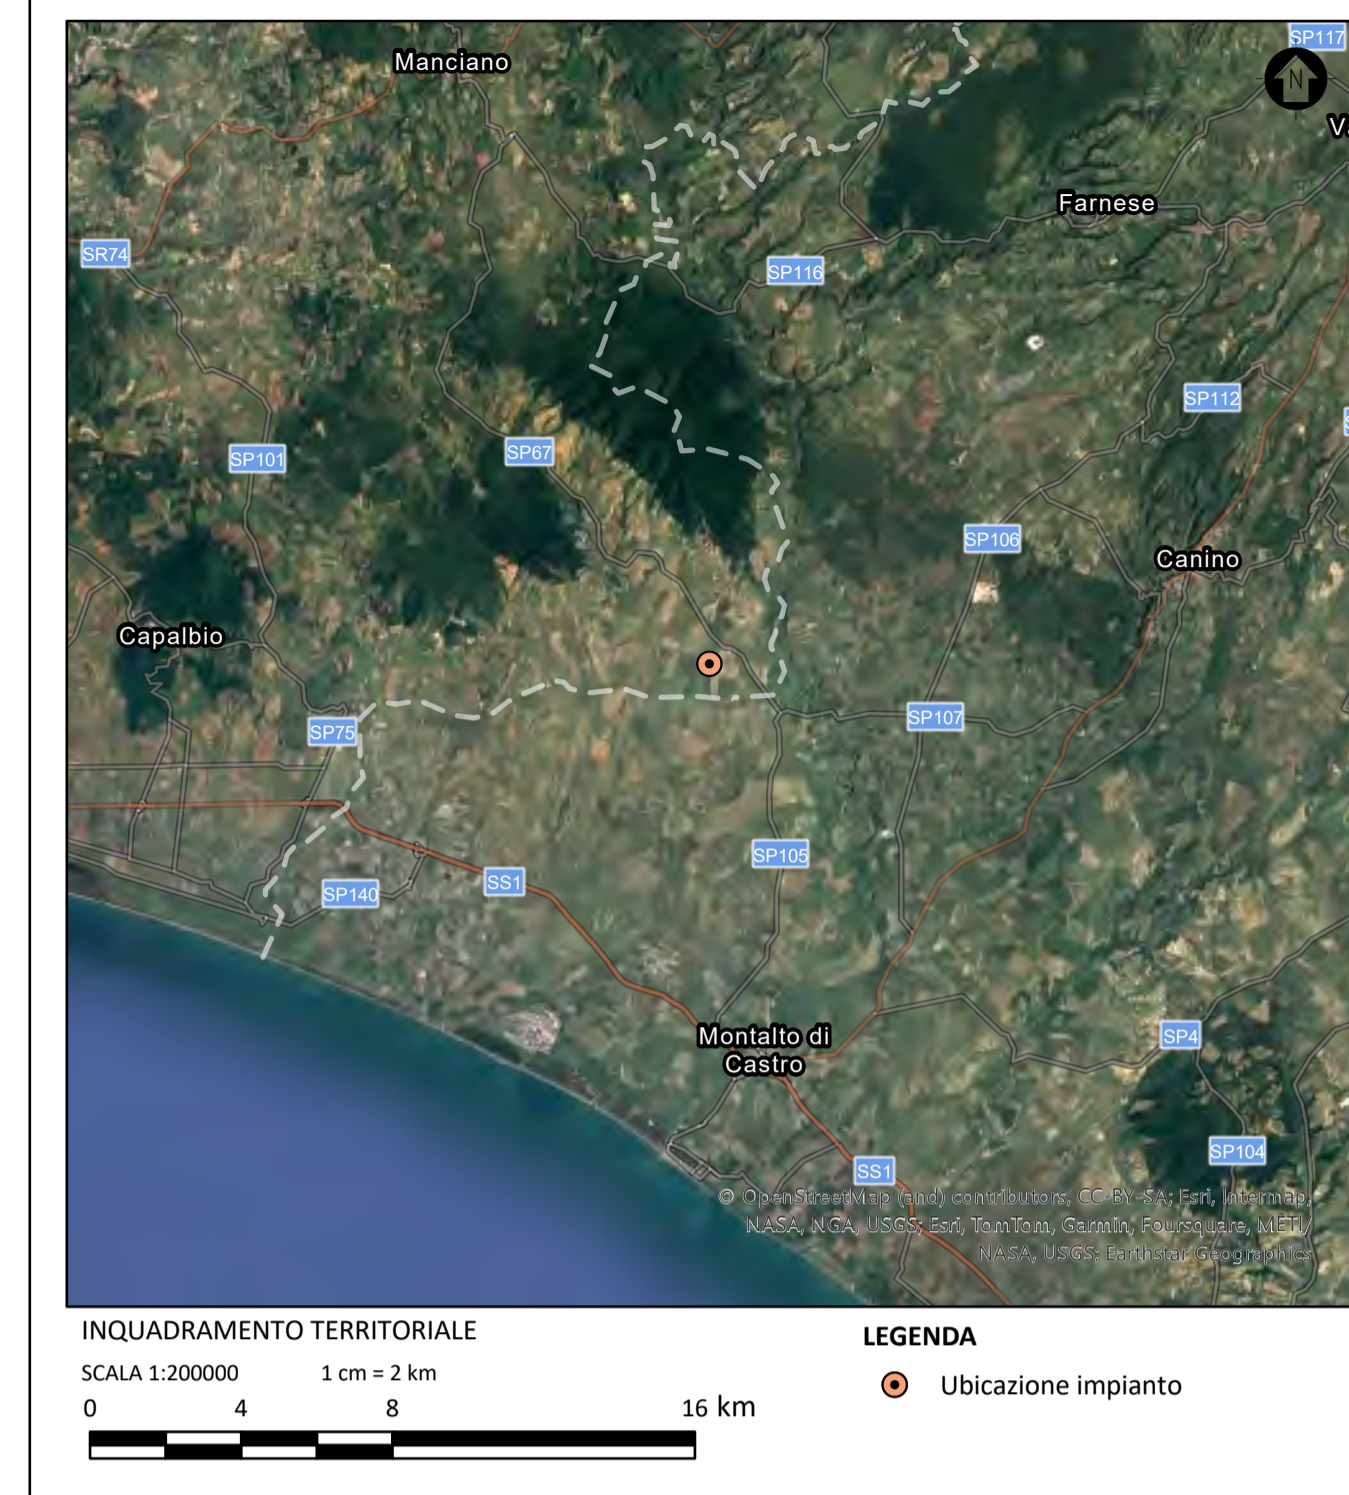 SP117
Manciano
N
Farnese
SR74
SP116
SP112
SP101
SP67
SP106
Canino
Capalbio
SP75
SP107
SP105
SP140
SS1
Montalto di
Castro
SP4
SP104
SS1
© OpenStreetMap (and) contributors, CC-BY-SA; Esri, Intermap,
NASA, NGA, USGS; Esri, TomTom, Garmin, Foursquare, METI/
NASA, USGS; Earthstar Geographics
INQUADRAMENTO TERRITORIALE
SCALA 1:200000 1 cm = 2 km
0 4 8 16 km
LEGENDA
Ubicazione impianto